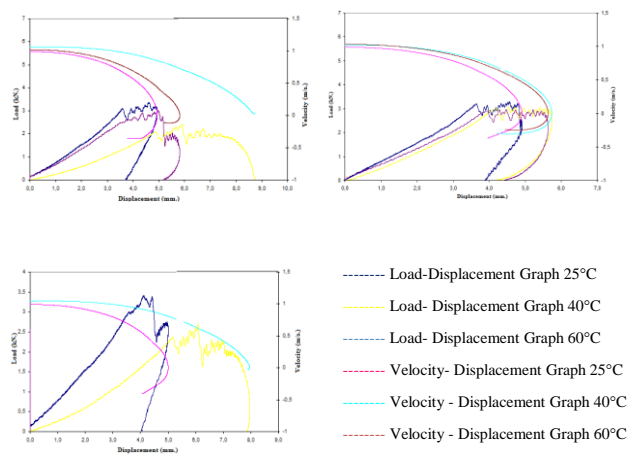 7
6
5
4
3
2
1
0
Load (kN.)
0,0 1,0 2,0 3,0 4,0 5,0 6,0 7,0 8,0 9,0 10,0
Displacement (mm.)
1,5
1
0,5
0
-0,5
-1
Velocity (m/s.)
7
6
5
4
3
2
1
0
Load (kN.)
0,0 1,0 2,0 3,0 4,0 5,0 6,0 7,0
Displacement (mm.)
1,5
1
0,5
0
-0,5
-1
Velocity (m/s.)
4
3,5
3
2,5
2
1,5
1
0,5
0
Load (kN.)
0,0 1,0 2,0 3,0 4,0 5,0 6,0 7,0 8,0 9,0
Displacement (mm.)
1,5
1
0,5
0
-0,5
-1
Velocity (m/s.)
Load-Displacement Graph 25°C
Load- Displacement Graph 40°C
Load- Displacement Graph 60°C
Velocity- Displacement Graph 25°C
Velocity - Displacement Graph 40°C
Velocity - Displacement Graph 60°C